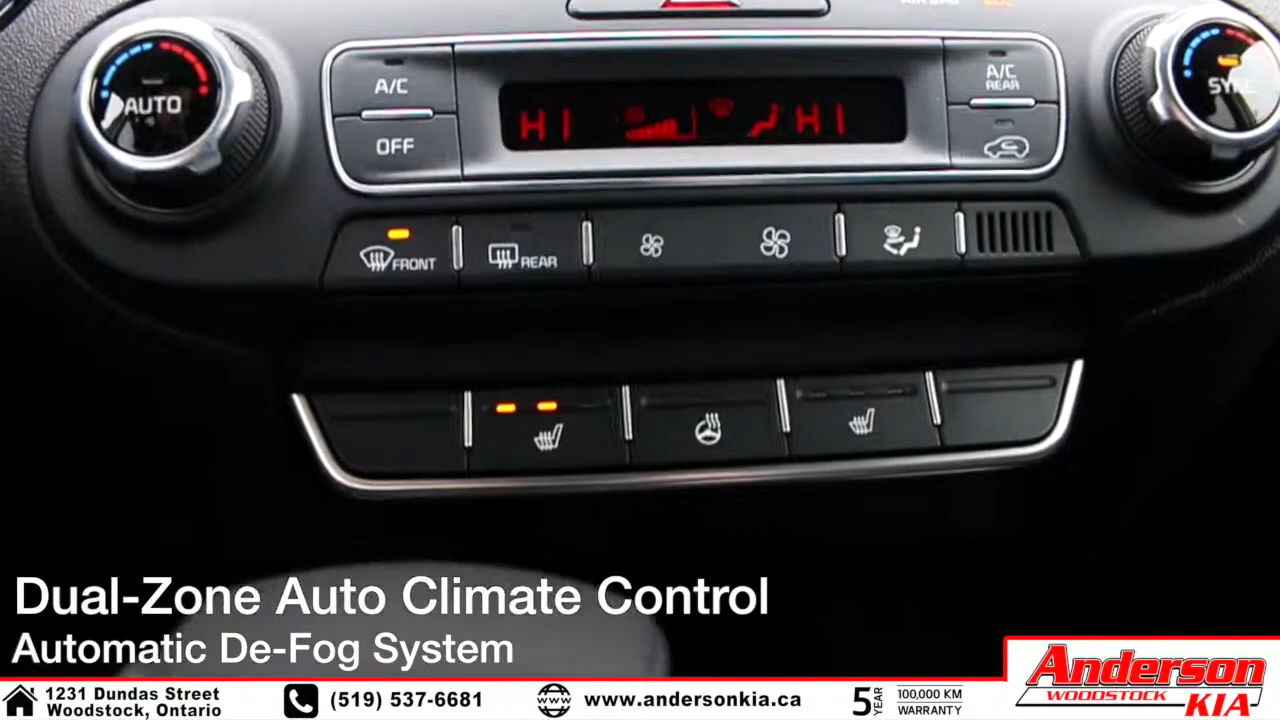 A/C
HI
HI
A/C
REAR
AUTO
SYNC
OFF
FRONT
REAR
Dual-Zone Auto Climate Control
Automatic De-Fog System
1231 Dundas Street
Woodstock, Ontario
(519) 537-6681
www.andersonkia.ca
5 YEAR
100,000 KM
WARRANTY
Anderson
WOODSTOCK
KIA